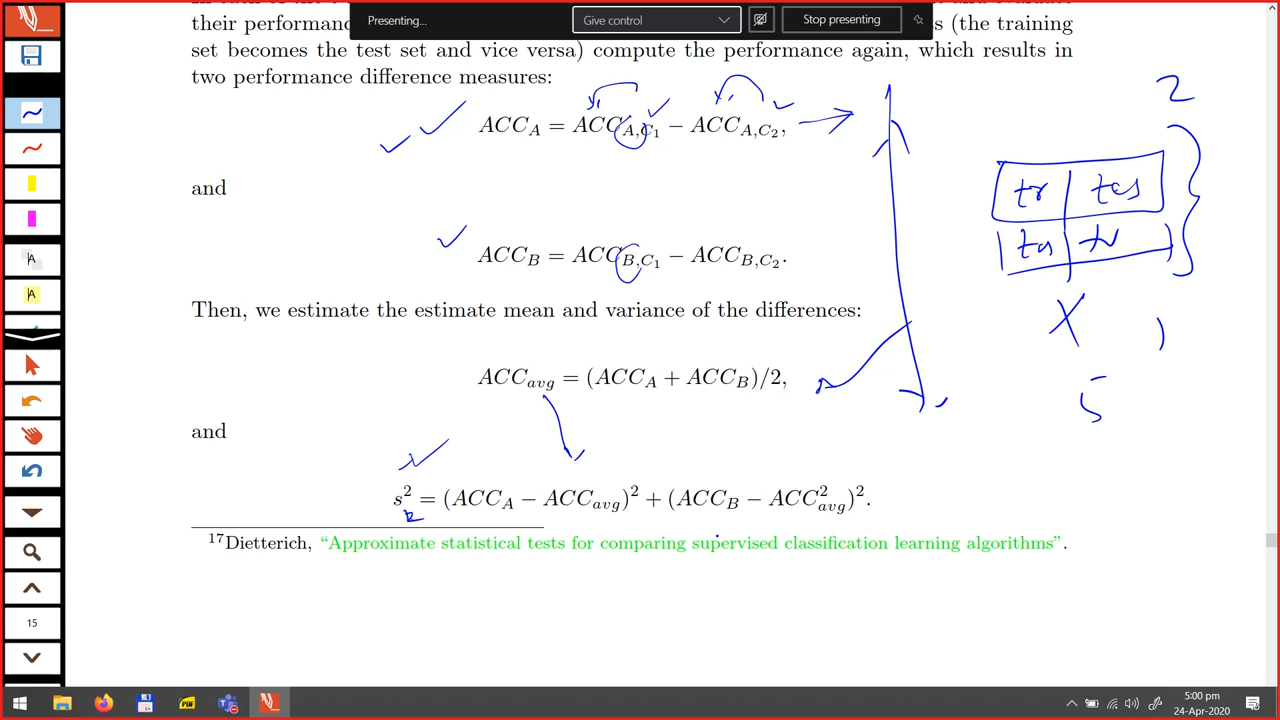 Presenting...
Give control
Stop presenting
their performanc
s (the training
set becomes the test set and vice versa) compute the performance again, which results in
two performance difference measures:
2
ACC_A = ACC_{A,C_1} − ACC_{A,C_2},
tr tes
and
tes tr
ACC_B = ACC_{B,C_1} − ACC_{B,C_2}.
Then, we estimate the estimate mean and variance of the differences:
ACC_{avg} = (ACC_A + ACC_B)/2,
5
and
s^2 = (ACC_A − ACC_{avg})^2 + (ACC_B − ACC^2_{avg})^2.
^17 Dietterich, “Approximate statistical tests for comparing supervised classification learning algorithms”.
A
A
15
PDF
5:00 pm
24-Apr-2020